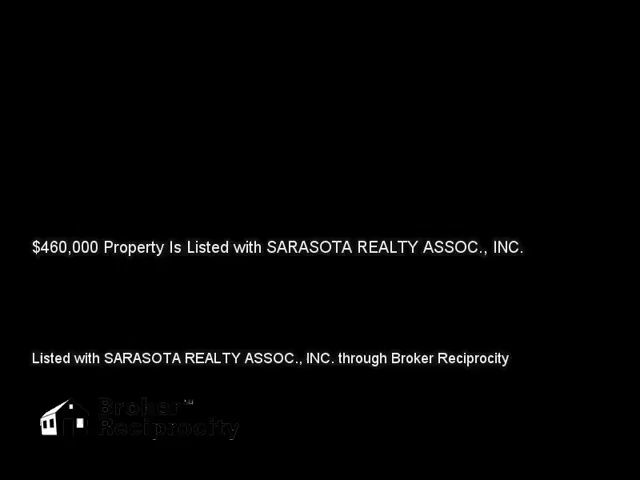 $460,000 Property Is Listed with SARASOTA REALTY ASSOC., INC.
Listed with SARASOTA REALTY ASSOC., INC. through Broker Reciprocity
Broker™
Reciprocity